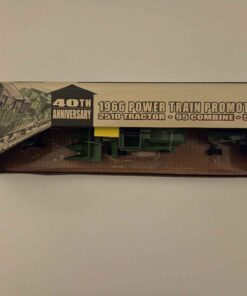 40TH
ANNIVERSARY
1966 POWER TRAIN PROMOT
2510 TRACTOR • 95 COMBINE •